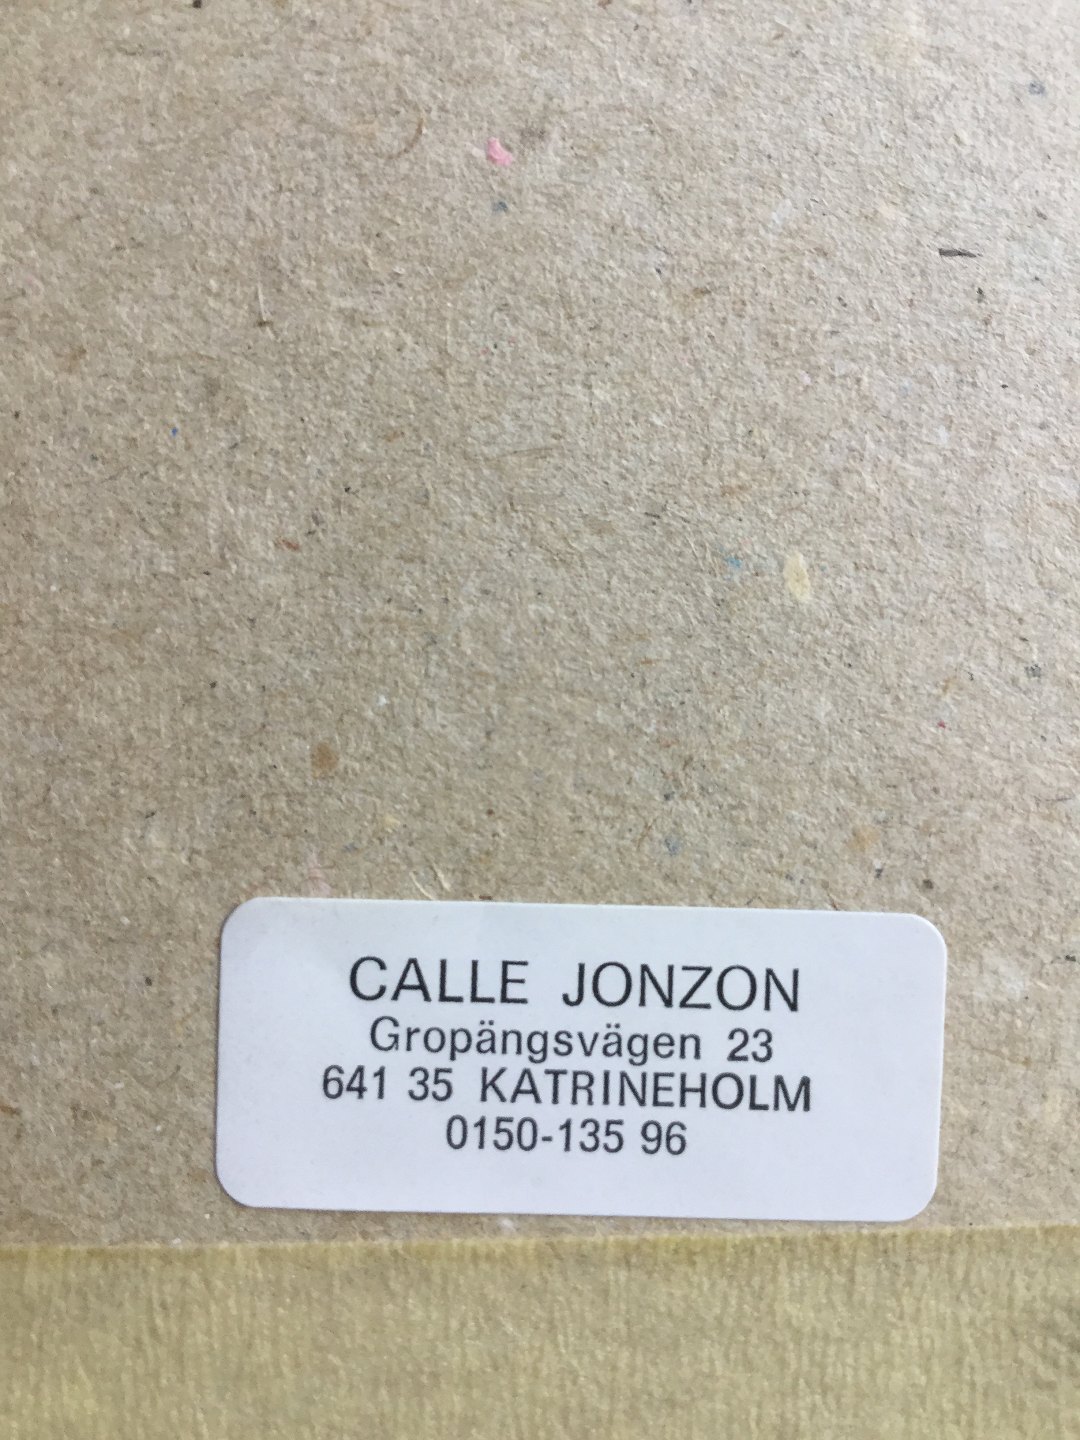 CALLE JONZON
Gropängsvägen 23
641 35 KATRINEHOLM
0150-135 96